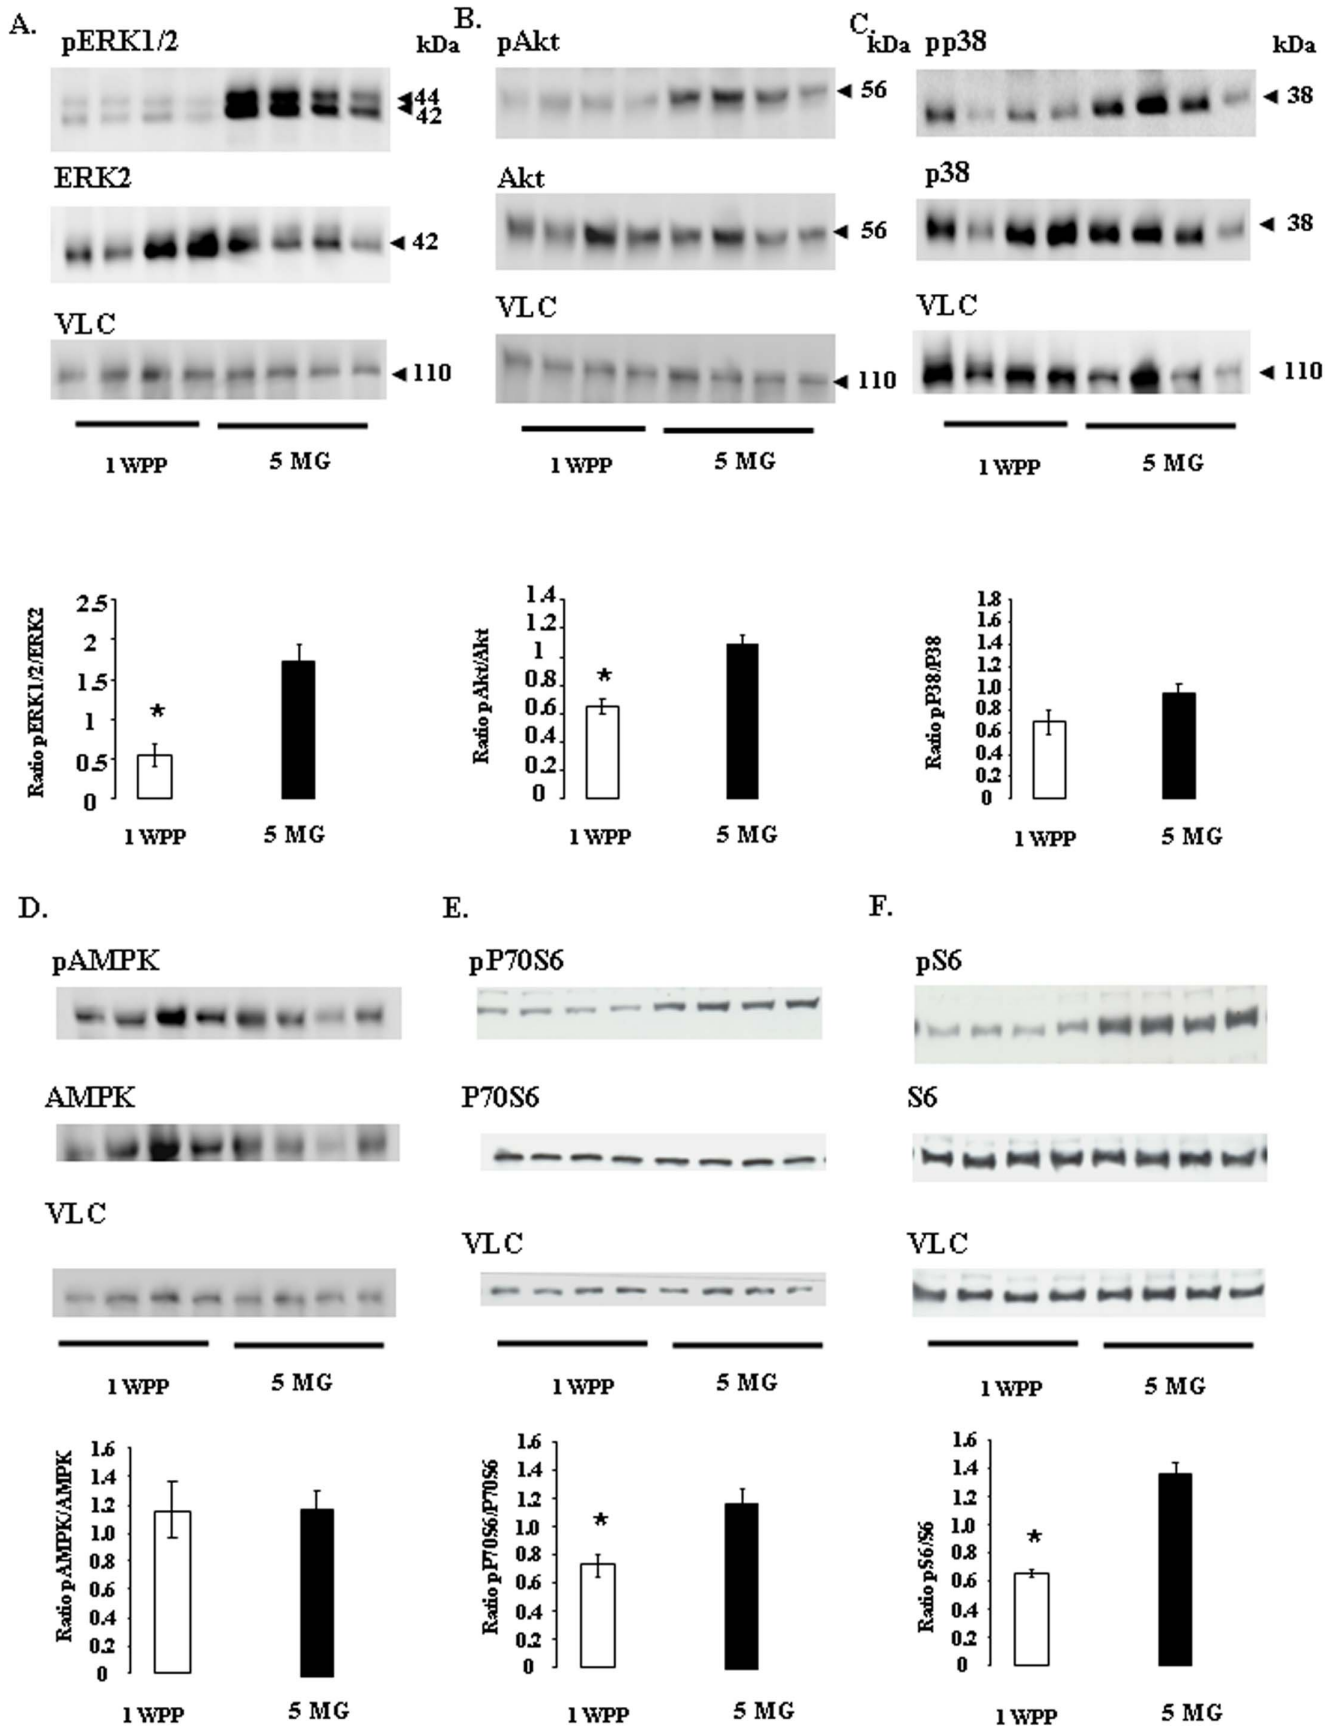 A.
pERK1/2
kDa
44
42
ERK2
42
VLC
110
1 WPP
5 MG
Ratio pERK1/2/ERK2
2.5
2
1.5
1
0.5
0
*
1 WPP
5 MG
B.
pAkt
kDa
56
Akt
56
VLC
110
1 WPP
5 MG
Ratio pAkt/Akt
1.4
1.2
1
0.8
0.6
0.4
0.2
0
*
1 WPP
5 MG
C.
pp38
kDa
38
p38
38
VLC
110
1 WPP
5 MG
Ratio pP38/P38
1.8
1.6
1.4
1.2
1.0
0.8
0.6
0.4
0.2
0
1 WPP
5 MG
D.
pAMPK
AMPK
VLC
1 WPP
5 MG
Ratio pAMPK/AMPK
1.6
1.4
1.2
1.0
0.8
0.6
0.4
0.2
0
1 WPP
5 MG
E.
pP70S6
P70S6
VLC
1 WPP
5 MG
Ratio pP70S6/P70S6
1.6
1.4
1.2
1.0
0.8
0.6
0.4
0.2
0
*
1 WPP
5 MG
F.
pS6
S6
VLC
1 WPP
5 MG
Ratio pS6/S6
1.6
1.4
1.2
1.0
0.8
0.6
0.4
0.2
0
*
1 WPP
5 MG